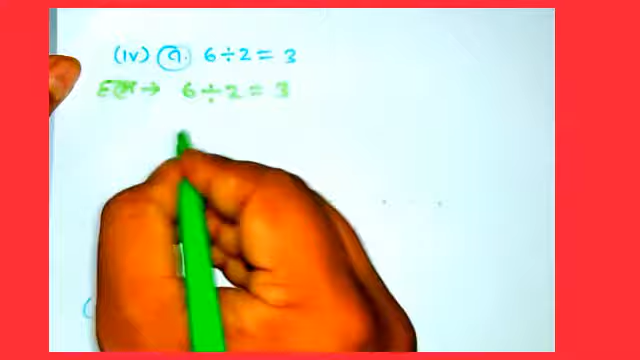 (iv) 6÷2 = 3
→ 6÷2 = 3